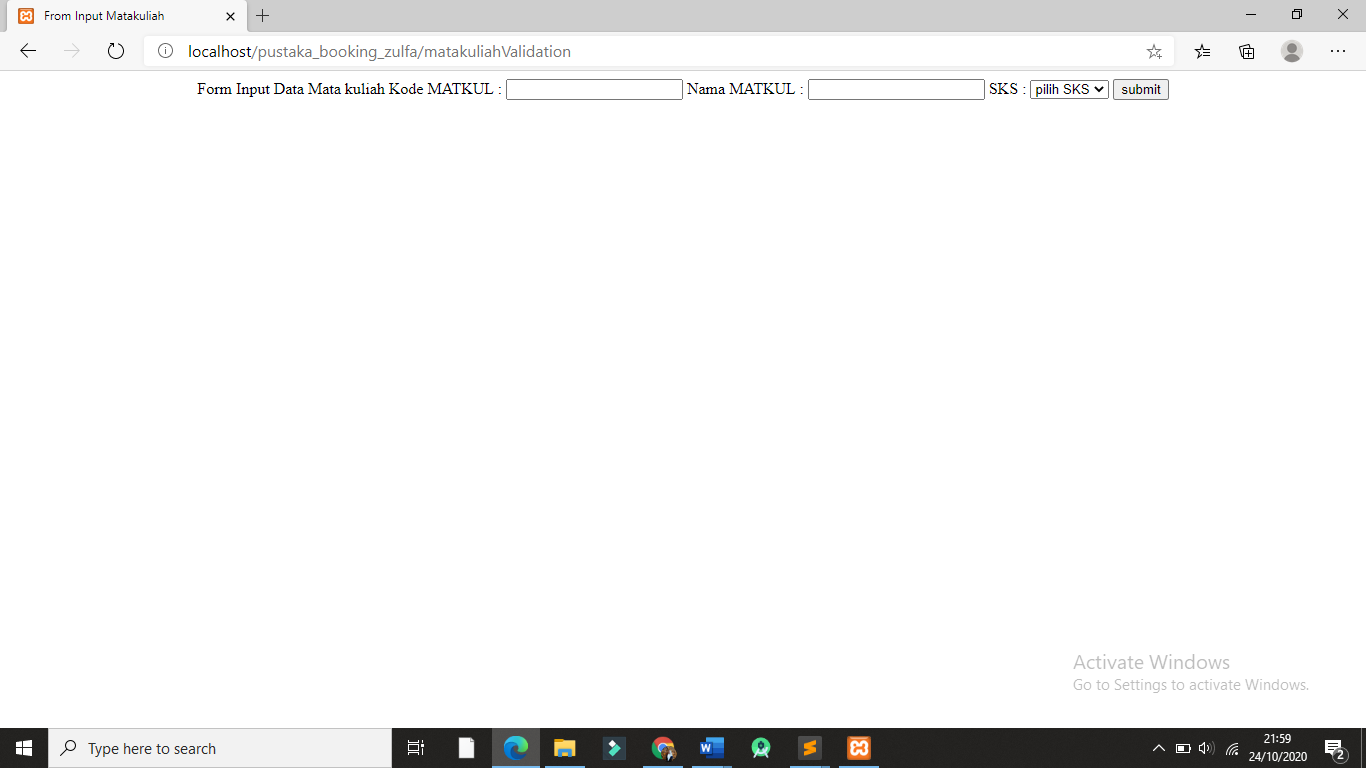 From Input Matakuliah
localhost/pustaka_booking_zulfa/matakuliahValidation
Form Input Data Mata kuliah Kode MATKUL : Nama MATKUL : SKS : pilih SKS submit
Activate Windows
Go to Settings to activate Windows.
Type here to search
21:59
24/10/2020
2